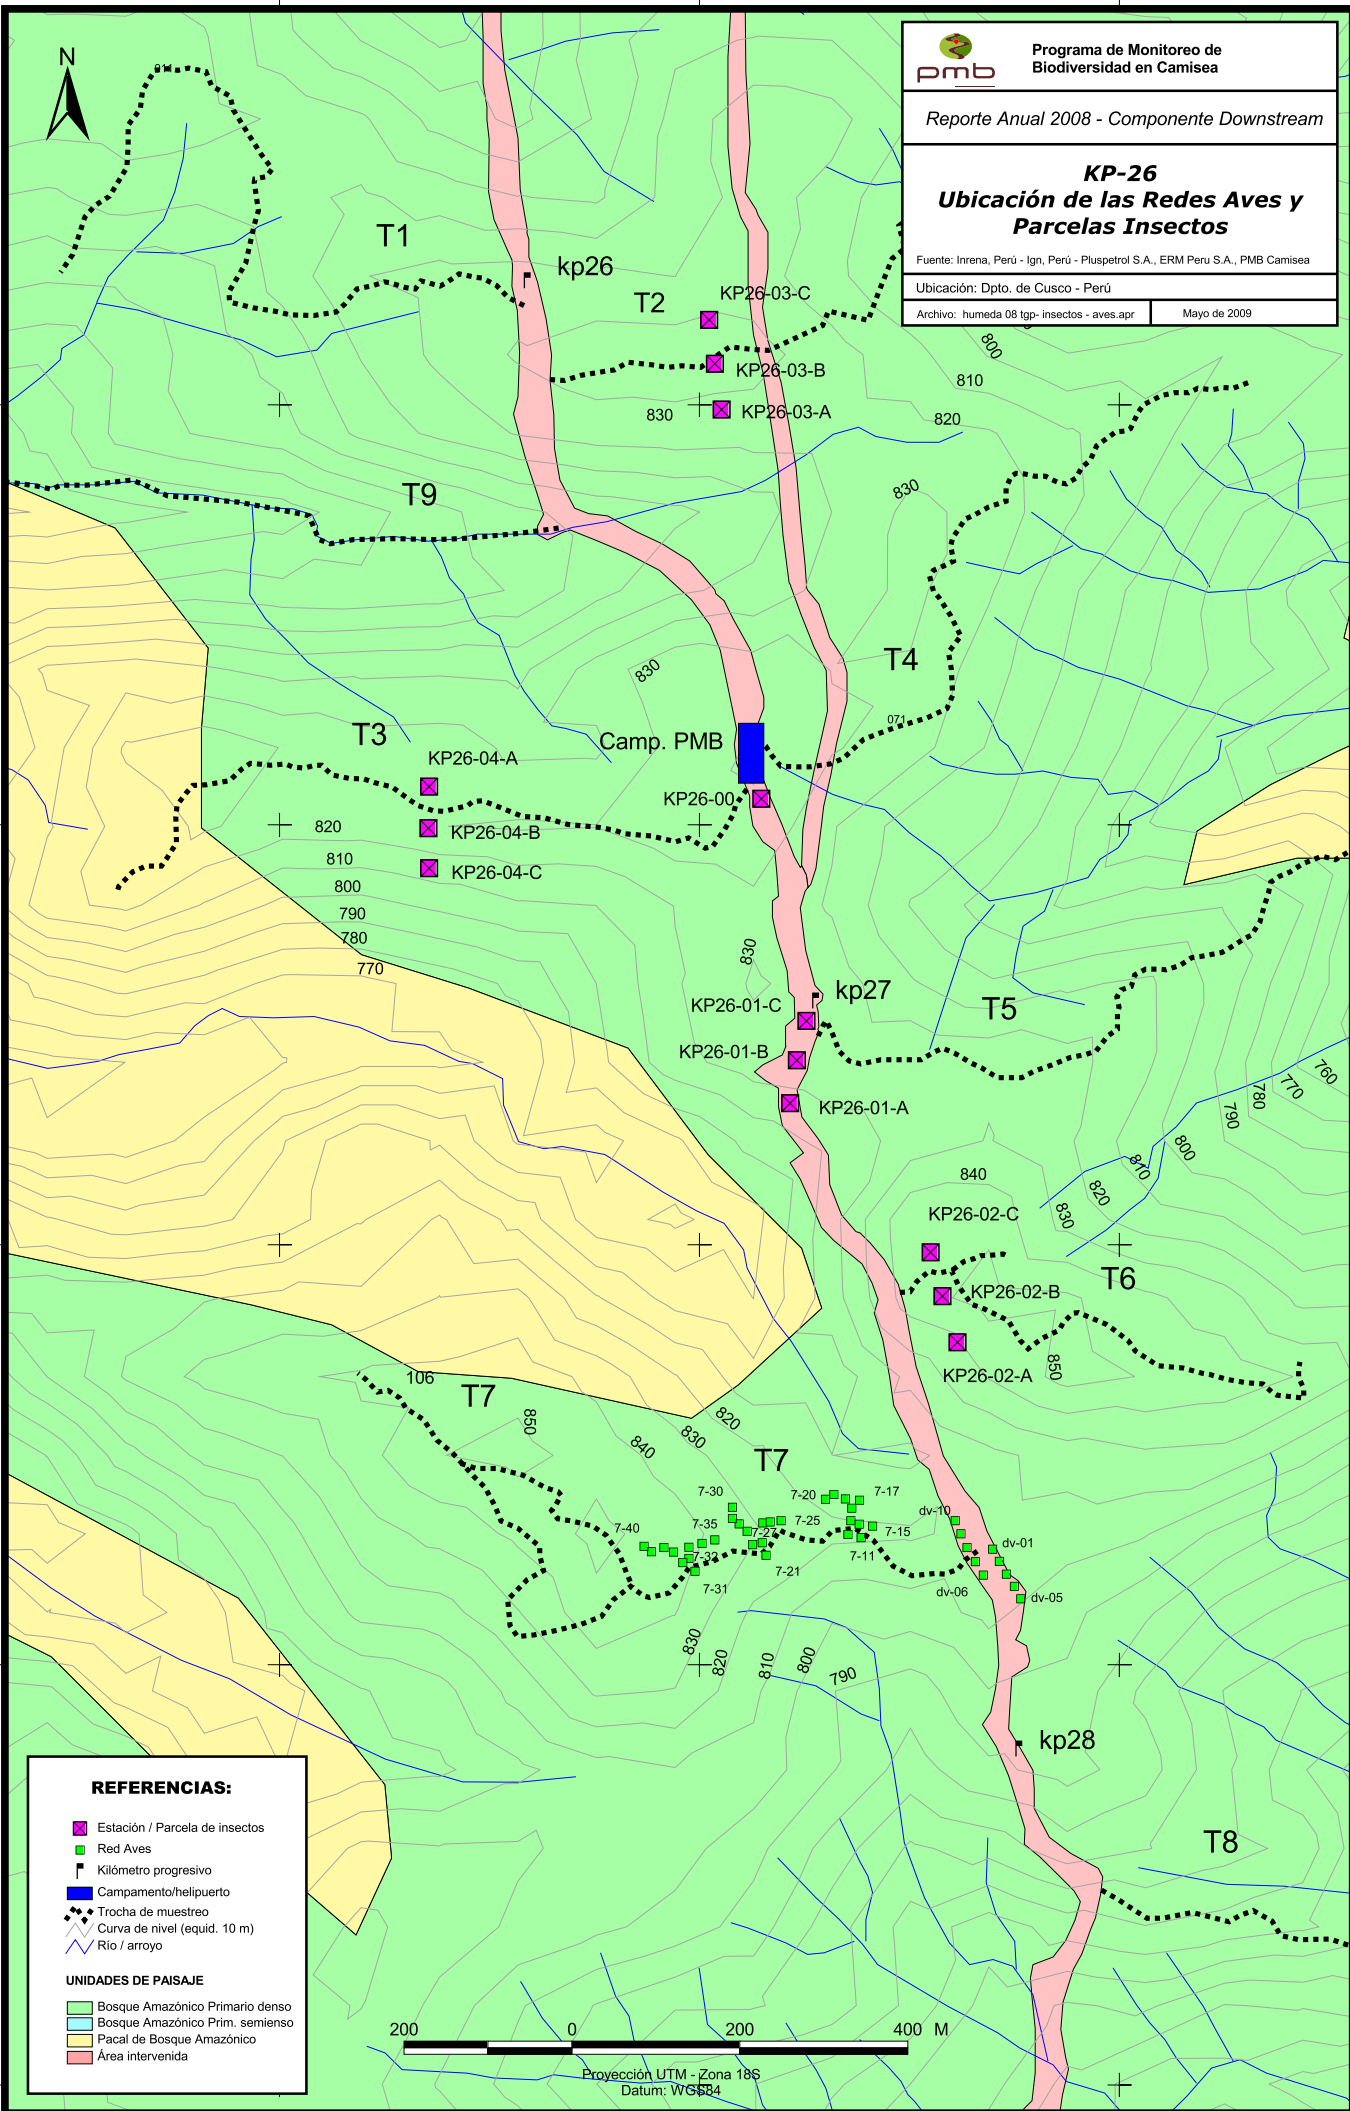 N
011
pmb
Programa de Monitoreo de
Biodiversidad en Camisea
Reporte Anual 2008 - Componente Downstream
KP-26
Ubicación de las Redes Aves y
Parcelas Insectos
Fuente: Inrena, Perú - Ign, Perú - Pluspetrol S.A., ERM Peru S.A., PMB Camisea
Ubicación: Dpto. de Cusco - Perú
Archivo: humeda 08 tgp- insectos - aves.apr
Mayo de 2009
T1
kp26
T2
KP26-03-C
800
KP26-03-B
810
KP26-03-A
830
820
T9
830
T4
830
071
T3
Camp. PMB
KP26-04-A
KP26-00
820
KP26-04-B
810
KP26-04-C
800
790
780
830
770
kp27
KP26-01-C
T5
KP26-01-B
760
770
780
790
KP26-01-A
800
810
840
820
KP26-02-C
830
T6
KP26-02-B
850
KP26-02-A
106
T7
850
820
830
840
T7
7-30
7-20
7-17
dv-10
7-40
7-35
7-25
7-27
7-15
dv-01
7-32
7-11
7-21
7-31
dv-06
dv-05
830
820
810
800
790
kp28
T8
REFERENCIAS:
Estación / Parcela de insectos
Red Aves
Kilómetro progresivo
Campamento/helipuerto
Trocha de muestreo
Curva de nivel (equid. 10 m)
Río / arroyo
UNIDADES DE PAISAJE
Bosque Amazónico Primario denso
Bosque Amazónico Prim. semienso
Pacal de Bosque Amazónico
Área intervenida
200
0
200
400
M
Proyección UTM - Zona 18S
Datum: WGS84